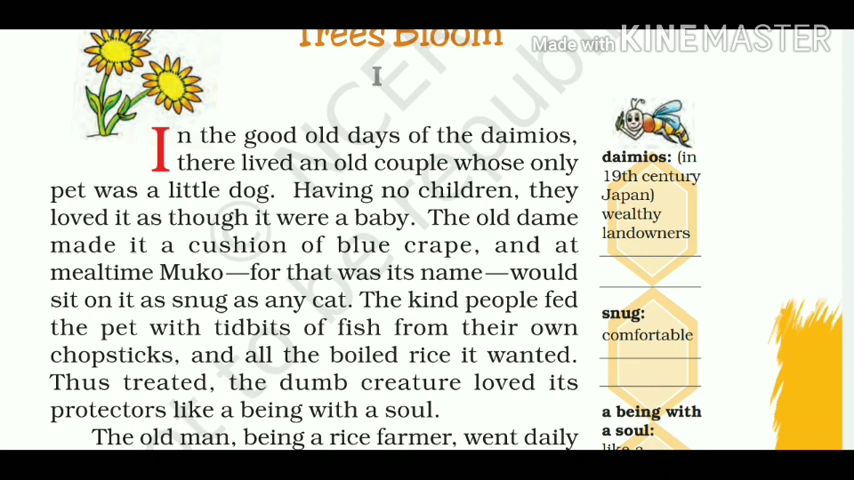 Trees Bloom
Made with KINEMASTER
I
In the good old days of the daimios,
there lived an old couple whose only
pet was a little dog. Having no children, they
loved it as though it were a baby. The old dame
made it a cushion of blue crape, and at
mealtime Muko—for that was its name—would
sit on it as snug as any cat. The kind people fed
the pet with tidbits of fish from their own
chopsticks, and all the boiled rice it wanted.
Thus treated, the dumb creature loved its
protectors like a being with a soul.
The old man, being a rice farmer, went daily
daimios: (in
19th century
Japan)
wealthy
landowners
snug:
comfortable
a being with
a soul:
like a
© NCERT
not to be republi